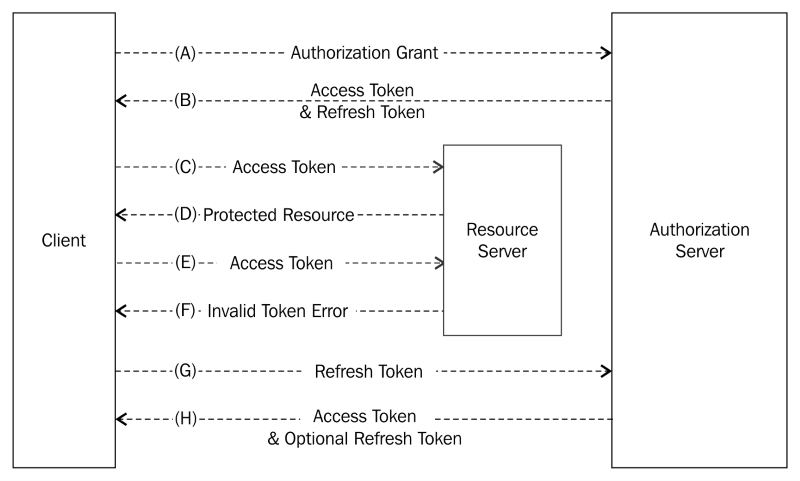 (A) Authorization Grant
(B) Access Token
& Refresh Token
(C) Access Token
(D) Protected Resource
Client
Resource
Server
Authorization
Server
(E) Access Token
(F) Invalid Token Error
(G) Refresh Token
(H) Access Token
& Optional Refresh Token